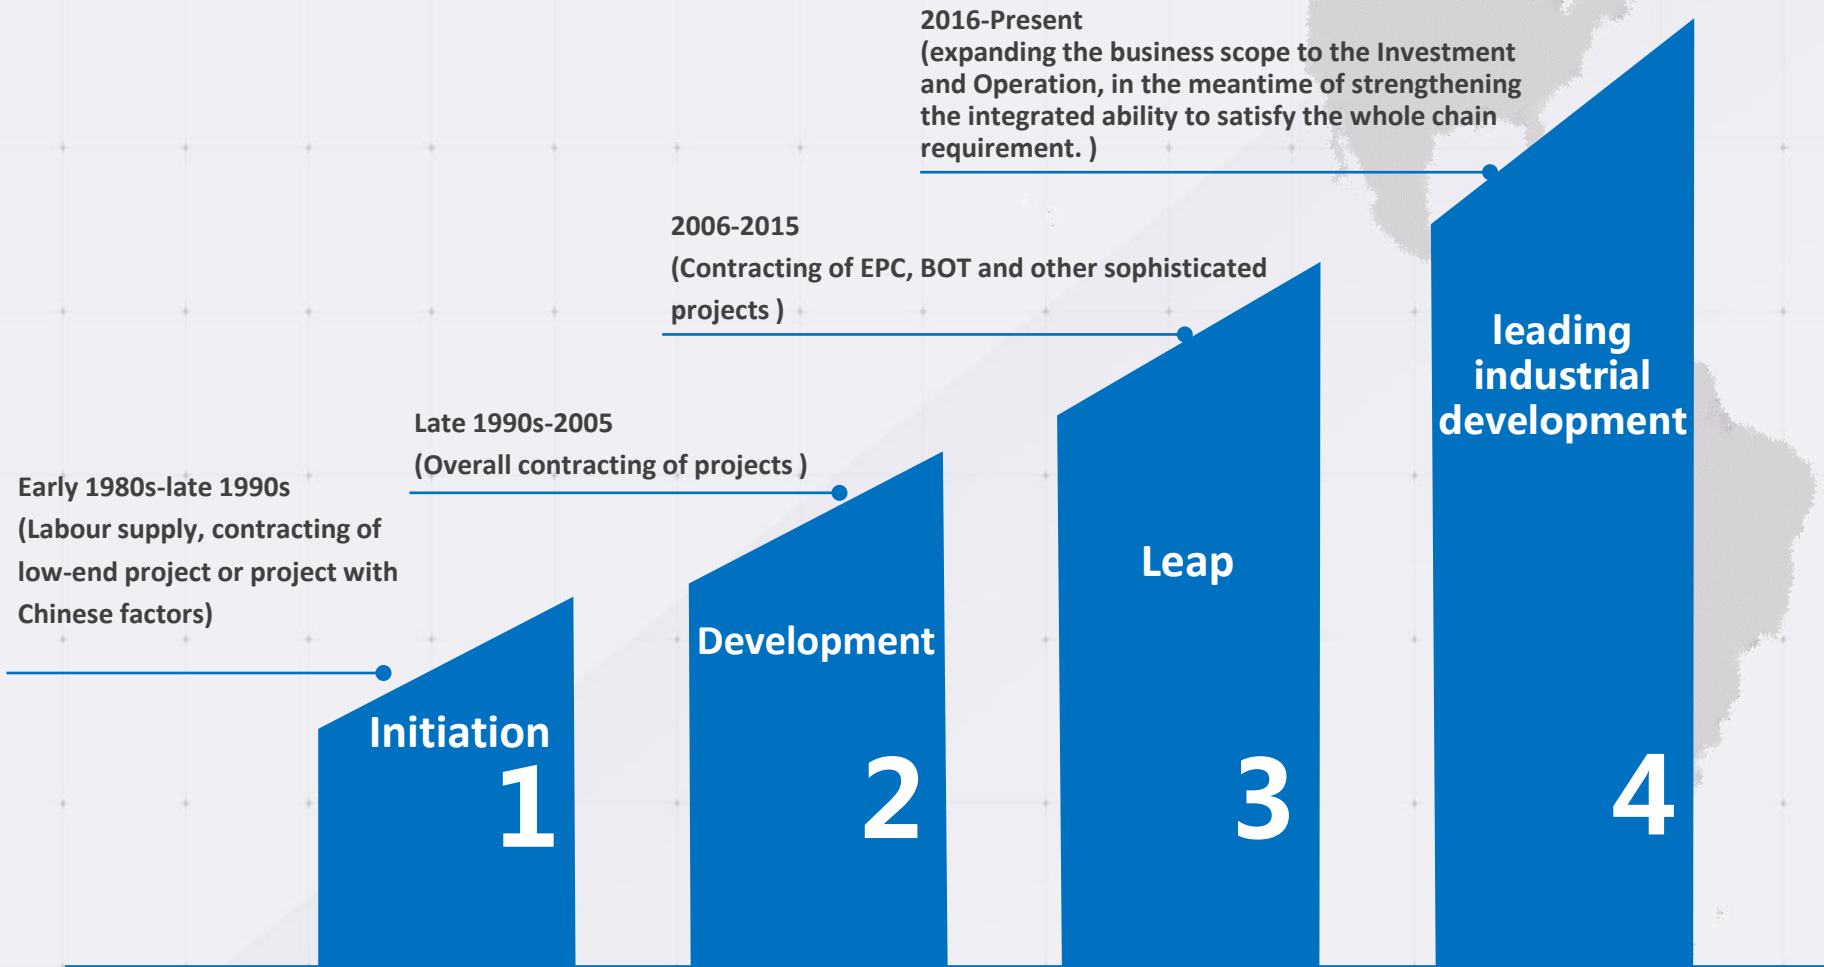 2016-Present
(expanding the business scope to the Investment
and Operation, in the meantime of strengthening
the integrated ability to satisfy the whole chain
requirement. )
2006-2015
(Contracting of EPC, BOT and other sophisticated
projects )
Late 1990s-2005
(Overall contracting of projects )
Early 1980s-late 1990s
(Labour supply, contracting of
low-end project or project with
Chinese factors)
Initiation
1
Development
2
Leap
3
leading
industrial
development
4